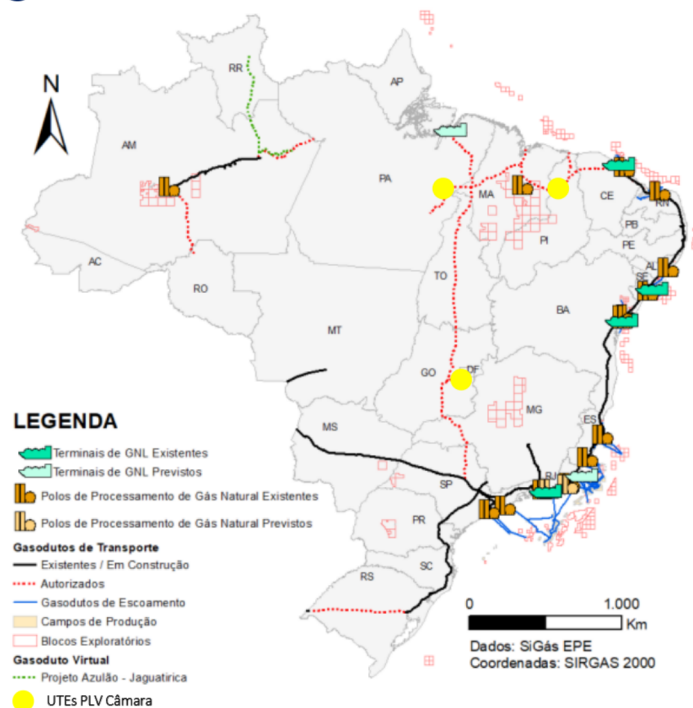 N
RR
AP
AM
PA
MA
CE
RN
PB
PE
PI
AL
SE
AC
RO
TO
BA
MT
GO
DF
MG
ES
MS
SP
RJ
PR
SC
RS
LEGENDA
Terminais de GNL Existentes
Terminais de GNL Previstos
Polos de Processamento de Gás Natural Existentes
Polos de Processamento de Gás Natural Previstos
Gasodutos de Transporte
Existentes / Em Construção
Autorizados
Gasodutos de Escoamento
Campos de Produção
Blocos Exploratórios
Gasoduto Virtual
Projeto Azulão - Jaguatirica
UTEs PLV Câmara
0 1.000
Km
Dados: SiGás EPE
Coordenadas: SIRGAS 2000